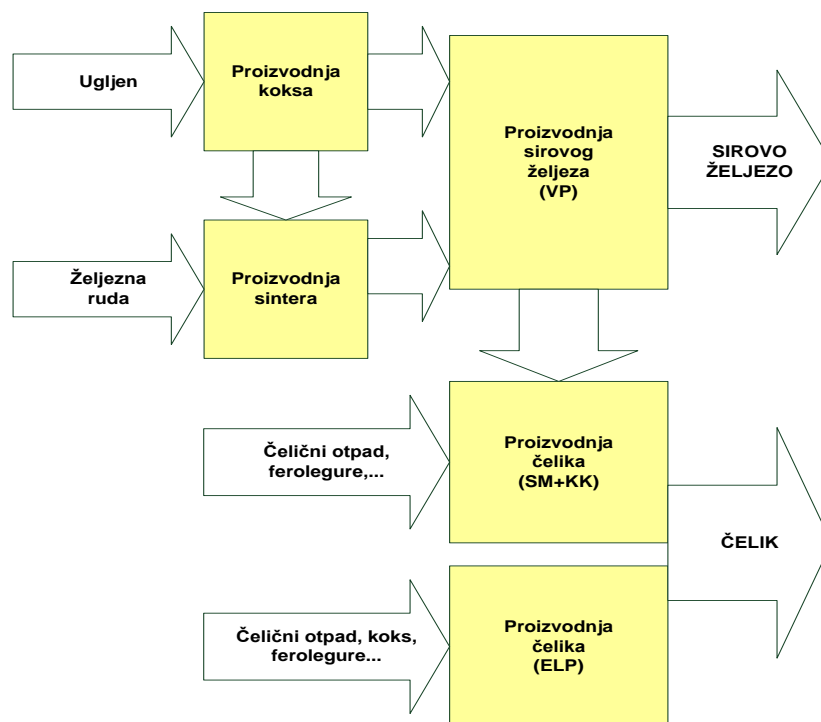 Ugljen
Proizvodnja
koksa
Proizvodnja
sirovog
željeza
(VP)
SIROVO
ŽELJEZO
Željezna
ruda
Proizvodnja
sintera
Čelični otpad,
ferolegure,...
Proizvodnja
čelika
(SM+KK)
ČELIK
Čelični otpad, koks,
ferolegure...
Proizvodnja
čelika
(ELP)